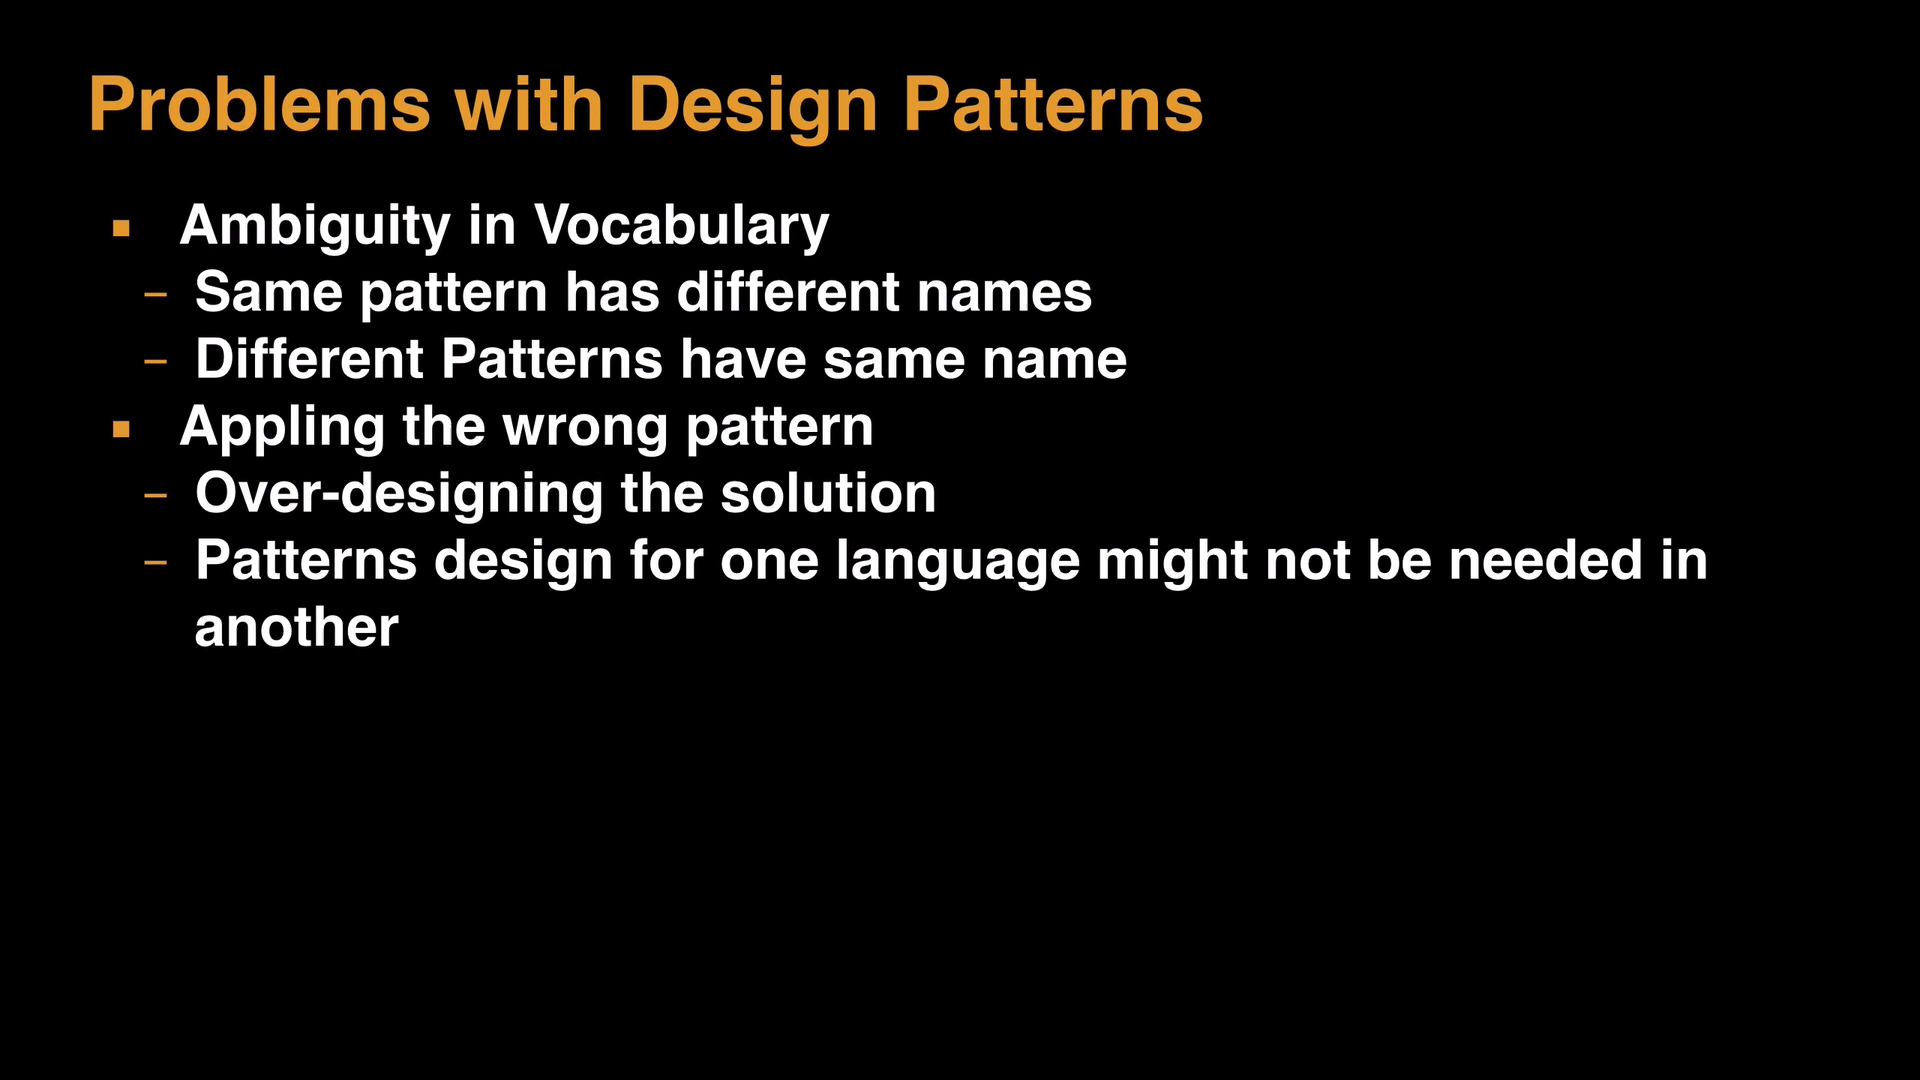 Problems with Design Patterns
▪ Ambiguity in Vocabulary
– Same pattern has different names
– Different Patterns have same name
▪ Appling the wrong pattern
– Over-designing the solution
– Patterns design for one language might not be needed in
another